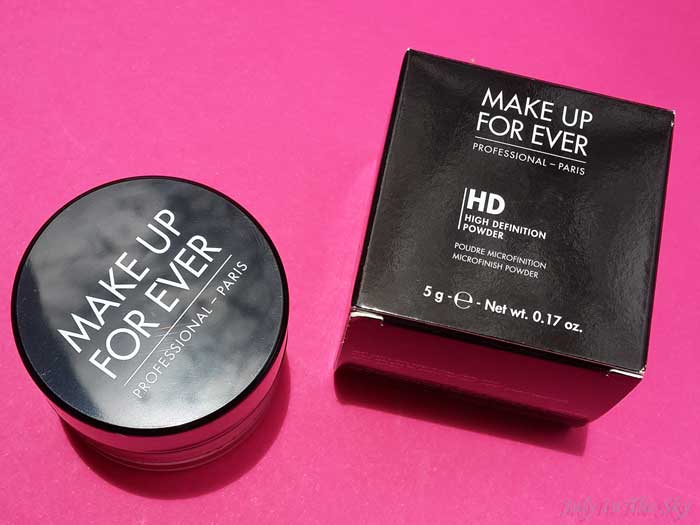 MAKE UP
FOR EVER
PROFESSIONAL – PARIS
MAKE UP
FOR EVER
PROFESSIONAL – PARIS
HD
HIGH DEFINITION
POWDER
POUDRE MICROFINITION
MICROFINISH POWDER
5 g - e - Net wt. 0.17 oz.